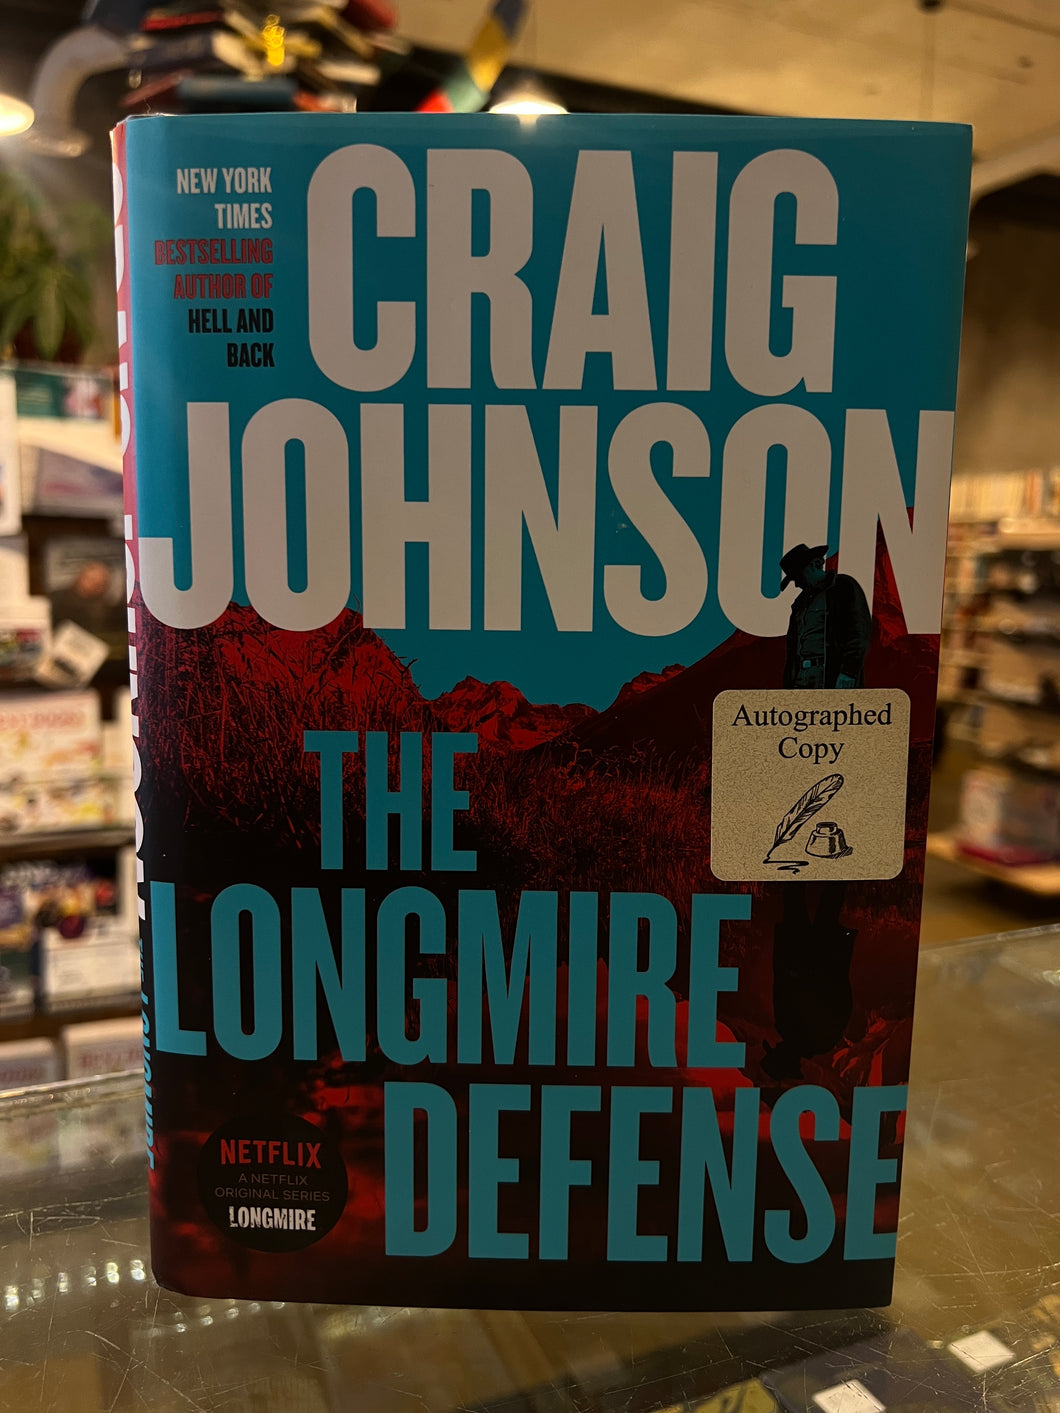 NEW YORK
TIMES
BESTSELLING
AUTHOR OF
HELL AND
BACK
CRAIG
JOHNSON
Autographed
Copy
THE
LONGMIRE
DEFENSE
NETFLIX
A NETFLIX
ORIGINAL SERIES
LONGMIRE